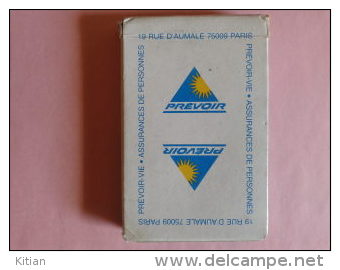 19 RUE D'AUMALE 75009 PARIS
PREVOIR-VIE • ASSURANCES DE PERSONNES
PREVOIR
PREVOIR
PREVOIR-VIE • ASSURANCES DE PERSONNES
19 RUE D'AUMALE 75009 PARIS
Kitian
delcampe.net